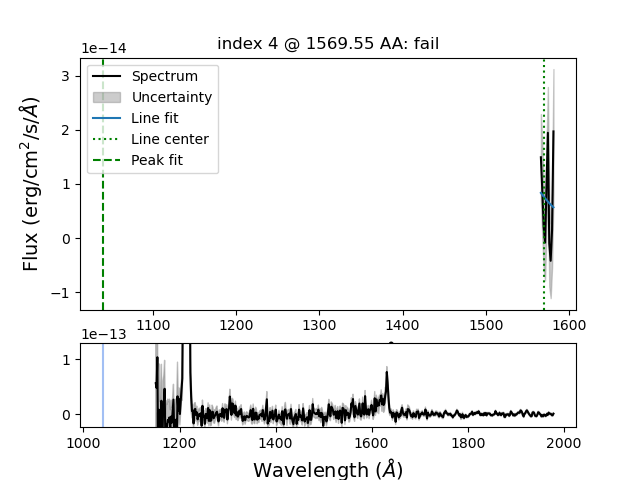 index 4 @ 1569.55 AA: fail
1e−14
Spectrum
Uncertainty
Line fit
Line center
Peak fit
3
2
1
0
−1
Flux (erg/cm²/s/Å)
1100 1200 1300 1400 1500 1600
1e−13
1
0
1000 1200 1400 1600 1800 2000
Wavelength (Å)